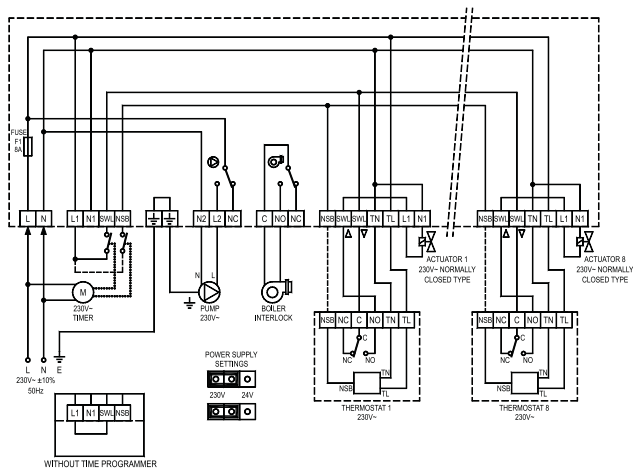 FUSE
F1
8A
L N L1 N1 SWL NSB N2 L2 NC C NO NC NSB SWL SWL TN TL L1 N1 NSB SWL SWL TN TL L1 N1
M
230V~
TIMER
N L
PUMP
230V~
BOILER
INTERLOCK
ACTUATOR 1
230V~ NORMALLY
CLOSED TYPE
ACTUATOR 8
230V~ NORMALLY
CLOSED TYPE
NSB NC C NO TN TL
C
NC NO
TN
NSB
TL
THERMOSTAT 1
230V~
NSB NC C NO TN TL
C
NC NO
TN
NSB
TL
THERMOSTAT 8
230V~
L N E
230V~ ±10%
50Hz
POWER SUPPLY
SETTINGS
230V 24V
L1 N1 SWL NSB
WITHOUT TIME PROGRAMMER